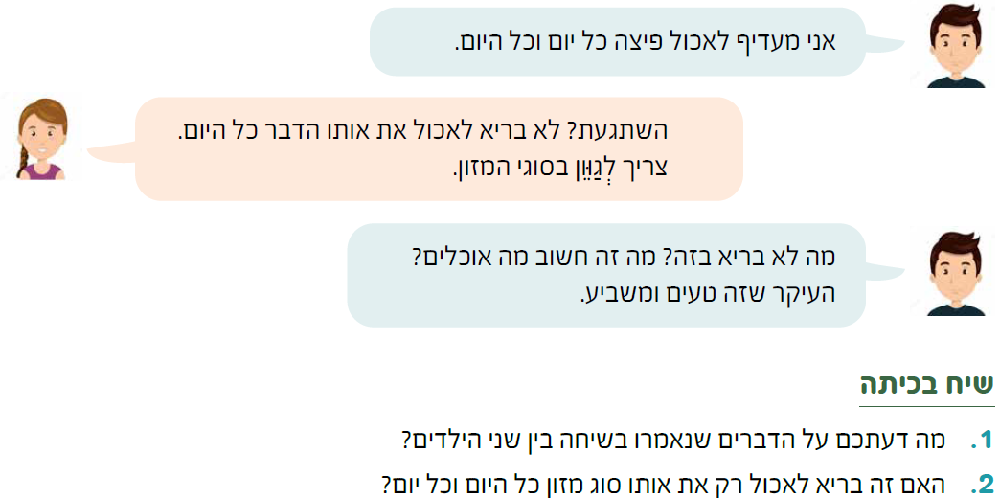 אני מעדיף לאכול פיצה כל יום וכל היום.
השתגעת? לא בריא לאכול את אותו הדבר כל היום.
צריך לְגַוֵּון בסוגי המזון.
מה לא בריא בזה? מה זה חשוב מה אוכלים?
העיקר שזה טעים ומשביע.
שיח בכיתה
1. מה דעתכם על הדברים שנאמרו בשיחה בין שני הילדים?
2. האם זה בריא לאכול רק את אותו סוג מזון כל היום וכל יום?